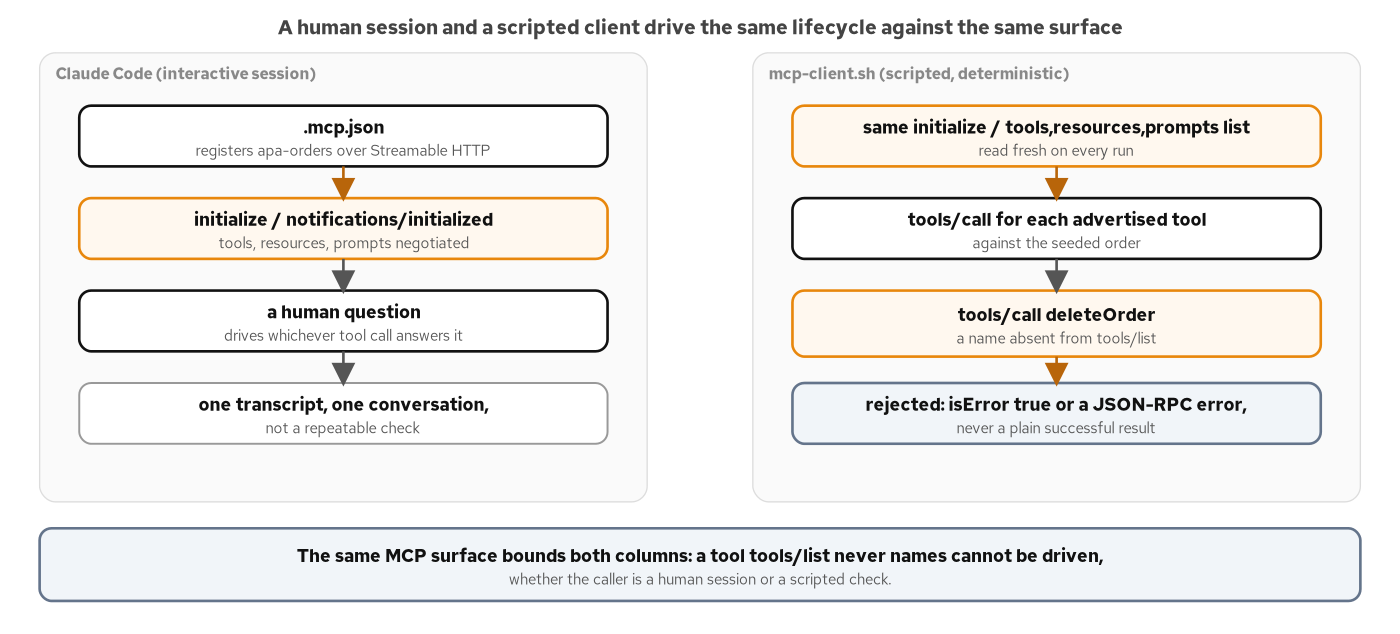 A human session and a scripted client drive the same lifecycle against the same surface
Claude Code (interactive session)
.mcp.json
registers apa-orders over Streamable HTTP
initialize / notifications/initialized
tools, resources, prompts negotiated
a human question
drives whichever tool call answers it
one transcript, one conversation,
not a repeatable check
mcp-client.sh (scripted, deterministic)
same initialize / tools,resources,prompts list
read fresh on every run
tools/call for each advertised tool
against the seeded order
tools/call deleteOrder
a name absent from tools/list
rejected: isError true or a JSON-RPC error,
never a plain successful result
The same MCP surface bounds both columns: a tool tools/list never names cannot be driven,
whether the caller is a human session or a scripted check.